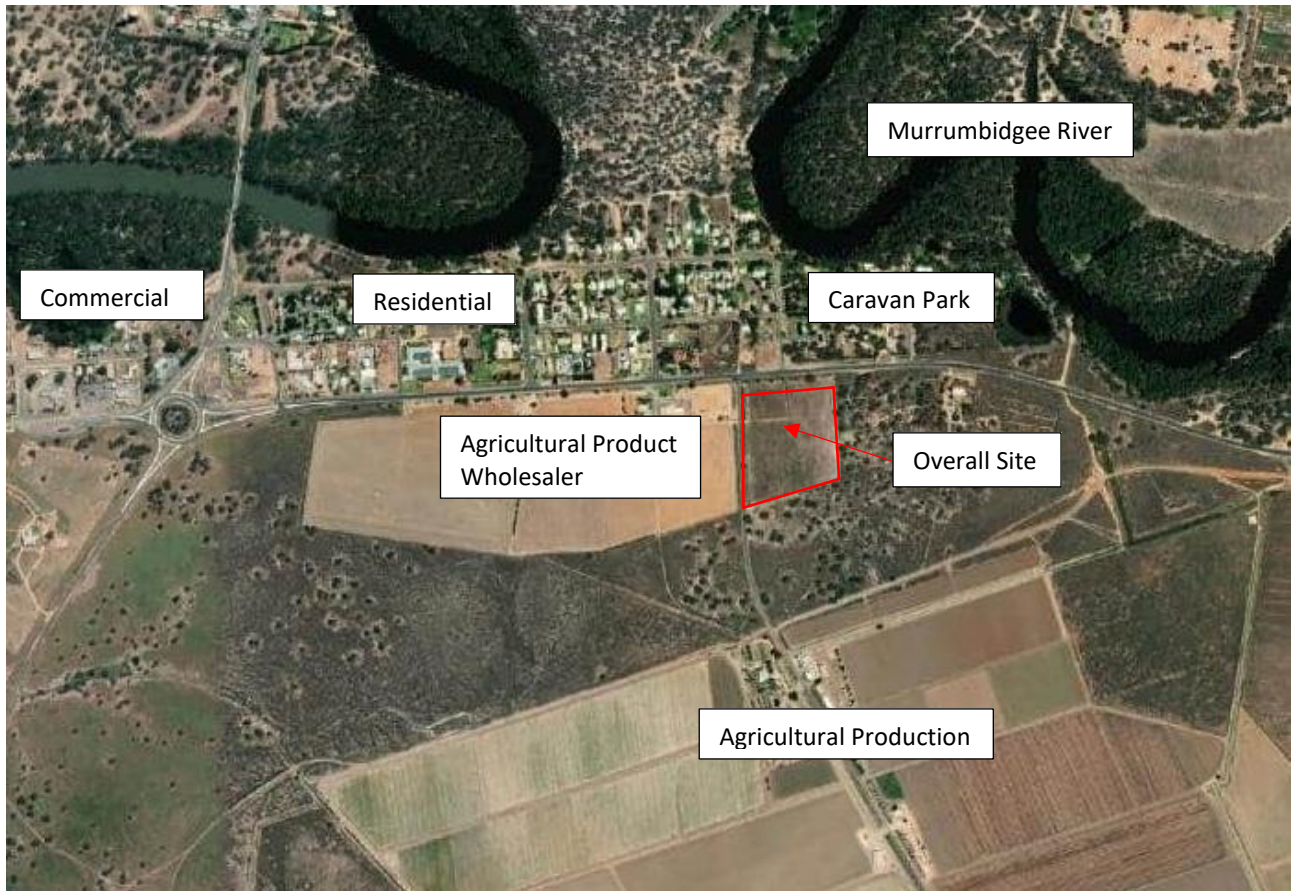 Murrumbidgee River
Commercial
Residential
Caravan Park
Agricultural Product
Wholesaler
Overall Site
Agricultural Production